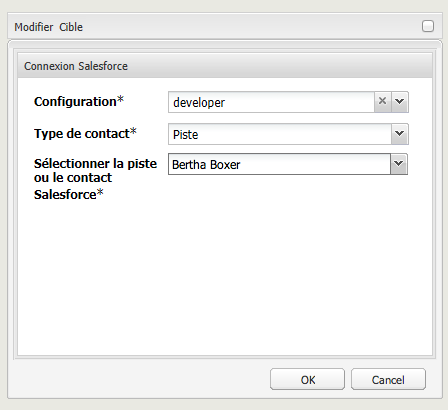 Modifier Cible
Connexion Salesforce
Configuration* developer
Type de contact* Piste
Sélectionner la piste Bertha Boxer
ou le contact
Salesforce*
OK Cancel